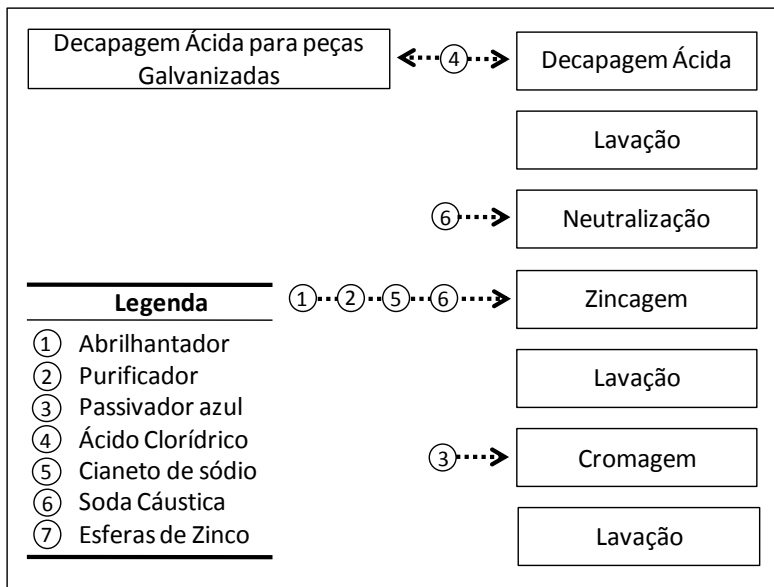 Decapagem Ácida para peças
Galvanizadas
4
Decapagem Ácida
Lavação
6
Neutralização
1 2 5 6
Zincagem
Lavação
3
Cromagem
Lavação
Legenda
1 Abrilhantador
2 Purificador
3 Passivador azul
4 Ácido Clorídrico
5 Cianeto de sódio
6 Soda Cáustica
7 Esferas de Zinco